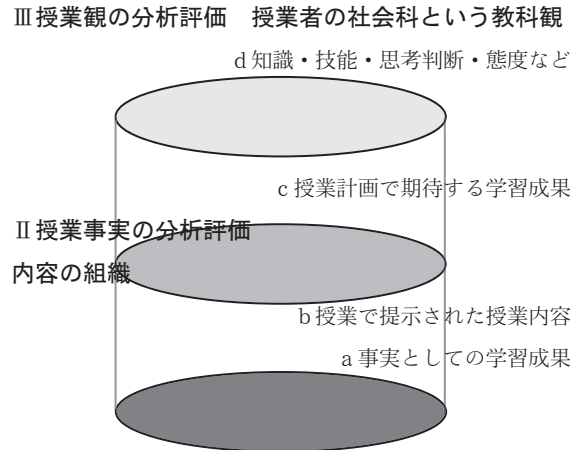 Ⅲ授業観の分析評価　授業者の社会科という教科観
d 知識・技能・思考判断・態度など
c 授業計画で期待する学習成果
Ⅱ授業事実の分析評価
内容の組織
b 授業で提示された授業内容
a 事実としての学習成果